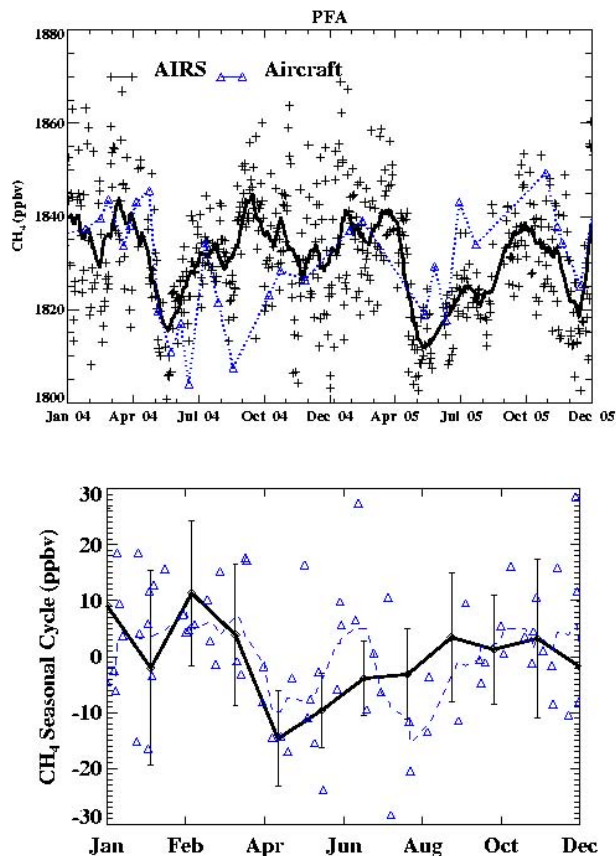 PFA
1880
1860
1840
1820
1800
CH₄ (ppbv)
AIRS
Aircraft
Jan 04 Apr 04 Jul 04 Oct 04 Dec 04 Apr 05 Jul 05 Oct 05 Dec 05
30
20
10
0
-10
-20
-30
CH₄ Seasonal Cycle (ppbv)
Jan Feb Apr Jun Aug Oct Dec